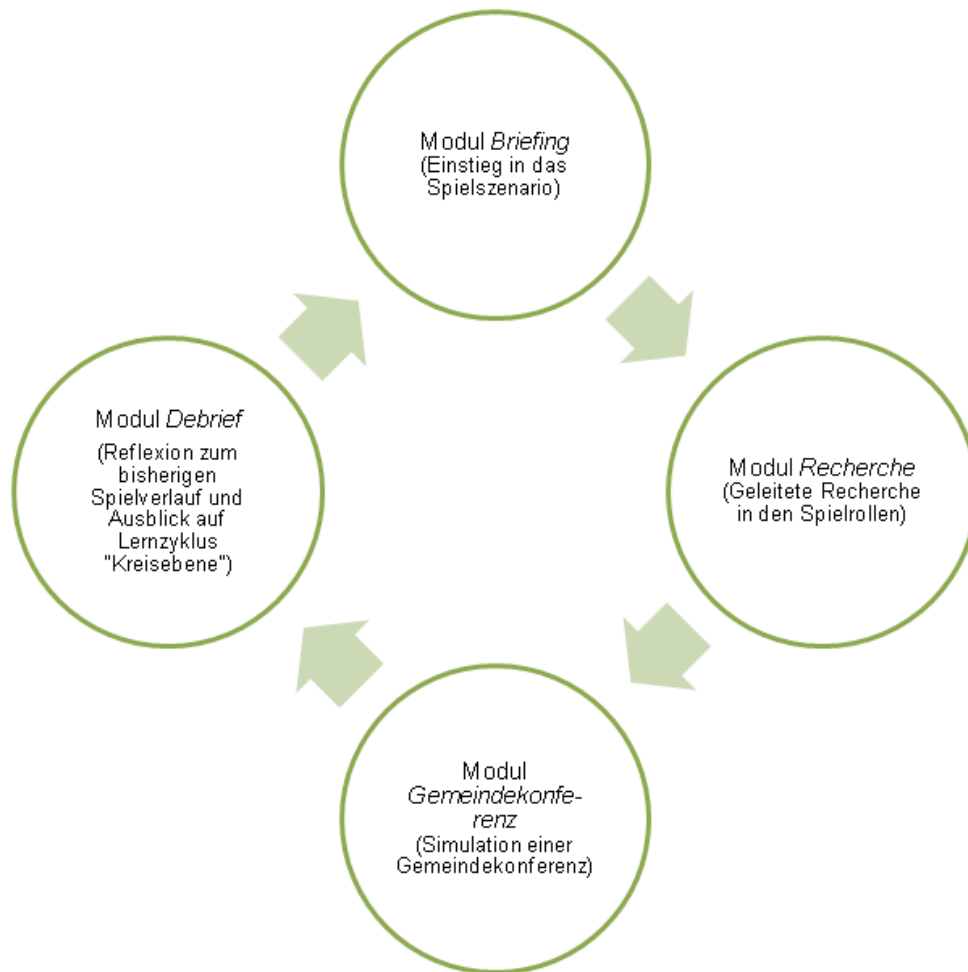 Modul Briefing
(Einstieg in das
Spielszenario)
Modul Recherche
(Geleitete Recherche
in den Spielrollen)
Modul
Gemeindekonfe-
renz
(Simulation einer
Gemeindekonferenz)
Modul Debrief
(Reflexion zum
bisherigen
Spielverlauf und
Ausblick auf
Lernzyklus
"Kreisebene")